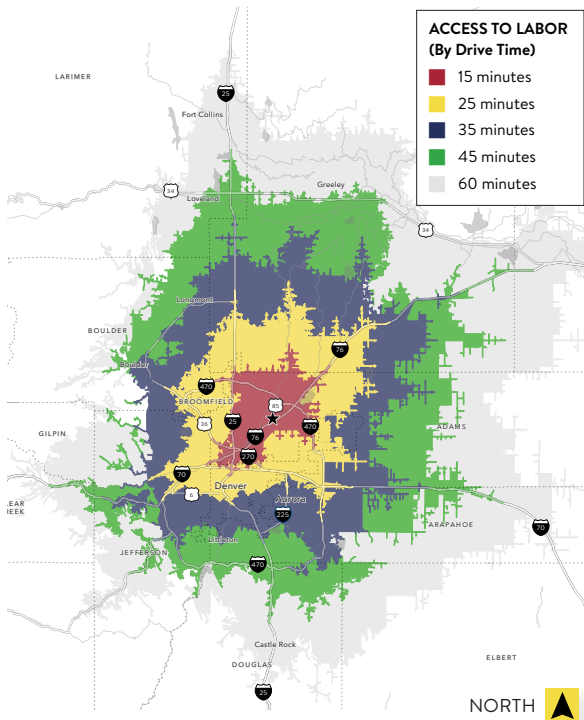 ACCESS TO LABOR
(By Drive Time)
15 minutes
25 minutes
35 minutes
45 minutes
60 minutes
LARIMER
25
Fort Collins
34
Loveland
Greeley
34
Longmont
BOULDER
Boulder
76
470
BROOMFIELD
85
36
25
76
470
ADAMS
GILPIN
270
70
6
Denver
Aurora
225
LEAR
REEK
ARAPAHOE
70
JEFFERSON
Littleton
470
Castle Rock
DOUGLAS
ELBERT
25
NORTH